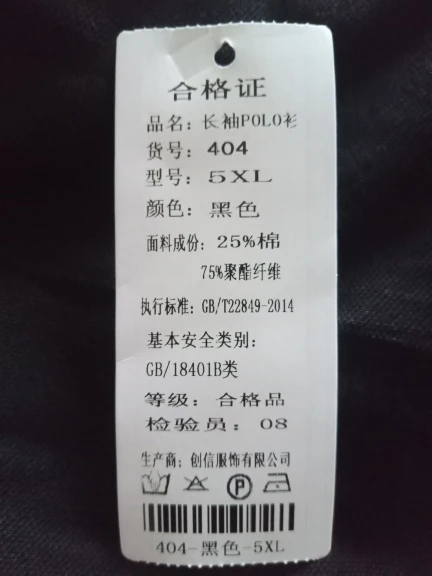 合格证
品名：长袖POLO衫
货号：404
型号：5XL
颜色：黑色
面料成份：25%棉
75%聚酯纤维
执行标准：GB/T22849-2014
基本安全类别：
GB/18401B类
等级：合格品
检验员：08
生产商：创信服饰有限公司
P
404-黑色-5XL